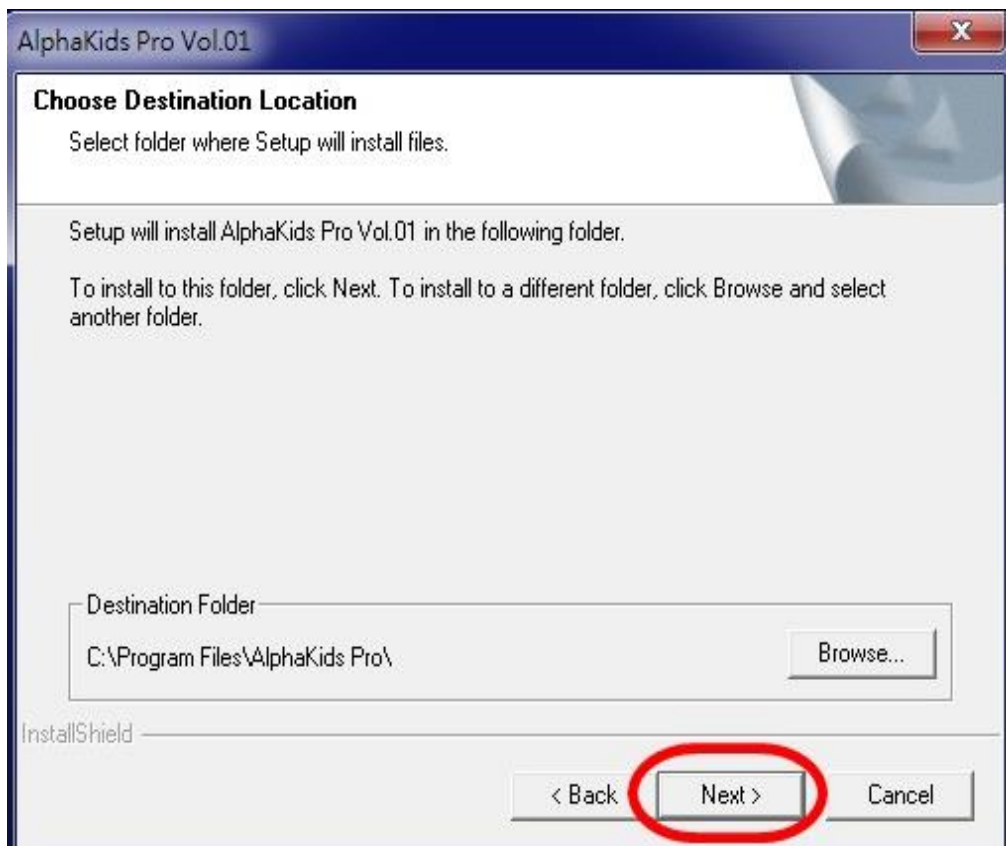 AlphaKids Pro Vol.01
X
Choose Destination Location
Select folder where Setup will install files.
Setup will install AlphaKids Pro Vol.01 in the following folder.
To install to this folder, click Next. To install to a different folder, click Browse and select
another folder.
Destination Folder
C:\Program Files\AlphaKids Pro\
Browse...
InstallShield
< Back
Next >
Cancel